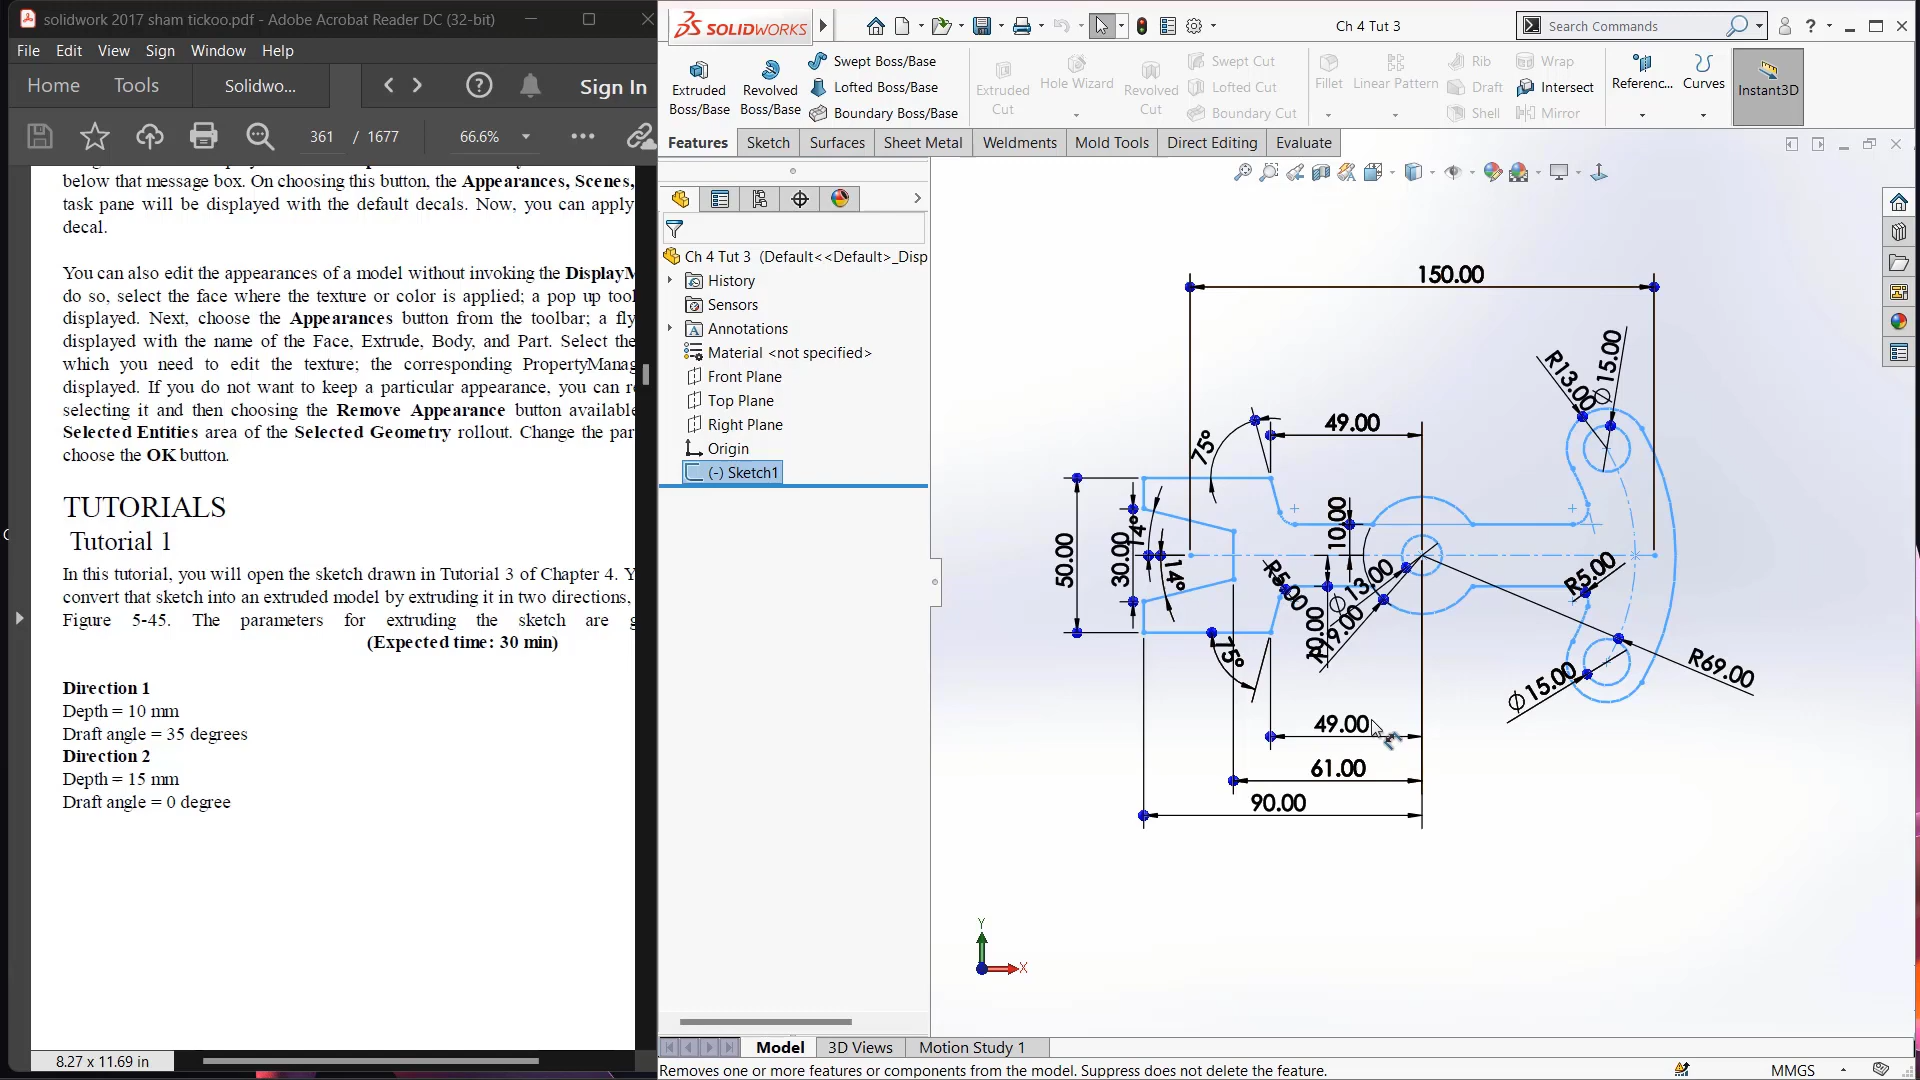 solidwork 2017 sham tickoo.pdf - Adobe Acrobat Reader DC (32-bit)
File Edit View Sign Window Help
Home Tools Solidwo... Sign In
361 / 1677 66.6%
below that message box. On choosing this button, the Appearances, Scenes,
task pane will be displayed with the default decals. Now, you can apply
decal.
You can also edit the appearances of a model without invoking the DisplayM
do so, select the face where the texture or color is applied; a pop up tool
displayed. Next, choose the Appearances button from the toolbar; a fly
displayed with the name of the Face, Extrude, Body, and Part. Select the
which you need to edit the texture; the corresponding PropertyManag
displayed. If you do not want to keep a particular appearance, you can r
selecting it and then choosing the Remove Appearance button available
Selected Entities area of the Selected Geometry rollout. Change the par
choose the OK button.
TUTORIALS
Tutorial 1
In this tutorial, you will open the sketch drawn in Tutorial 3 of Chapter 4. Y
convert that sketch into an extruded model by extruding it in two directions,
Figure 5-45. The parameters for extruding the sketch are g
(Expected time: 30 min)
Direction 1
Depth = 10 mm
Draft angle = 35 degrees
Direction 2
Depth = 15 mm
Draft angle = 0 degree
8.27 x 11.69 in
SOLIDWORKS
Ch 4 Tut 3
Search Commands
Extruded Boss/Base
Revolved Boss/Base
Swept Boss/Base
Lofted Boss/Base
Boundary Boss/Base
Extruded Cut
Hole Wizard
Revolved Cut
Swept Cut
Lofted Cut
Boundary Cut
Fillet
Linear Pattern
Rib
Draft
Shell
Wrap
Intersect
Mirror
Referenc...
Curves
Instant3D
Features Sketch Surfaces Sheet Metal Weldments Mold Tools Direct Editing Evaluate
Ch 4 Tut 3 (Default<<Default>_Disp
History
Sensors
Annotations
Material <not specified>
Front Plane
Top Plane
Right Plane
Origin
(-) Sketch1
150.00
R13.00
∅15.00
49.00
75°
50.00
30.00
14°
14°
10.00
R5.00
∅13.00
10.00
R19.00
R5.00
75°
∅15.00
R69.00
49.00
61.00
90.00
Y
X
Model 3D Views Motion Study 1
Removes one or more features or components from the model. Suppress does not delete the feature.
MMGS